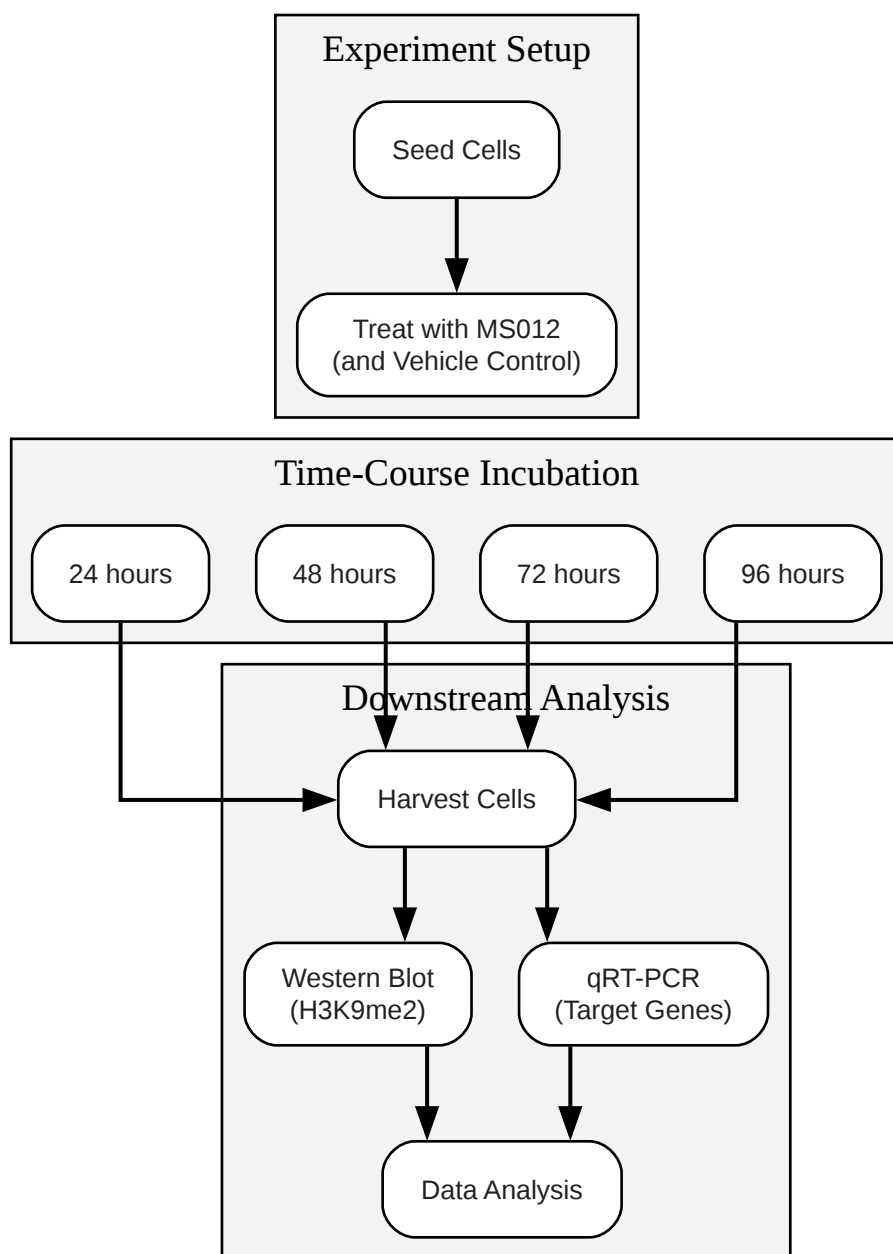 Experiment Setup
Seed Cells
Treat with MS012
(and Vehicle Control)
Time-Course Incubation
24 hours
48 hours
72 hours
96 hours
Downstream Analysis
Harvest Cells
Western Blot
(H3K9me2)
qRT-PCR
(Target Genes)
Data Analysis